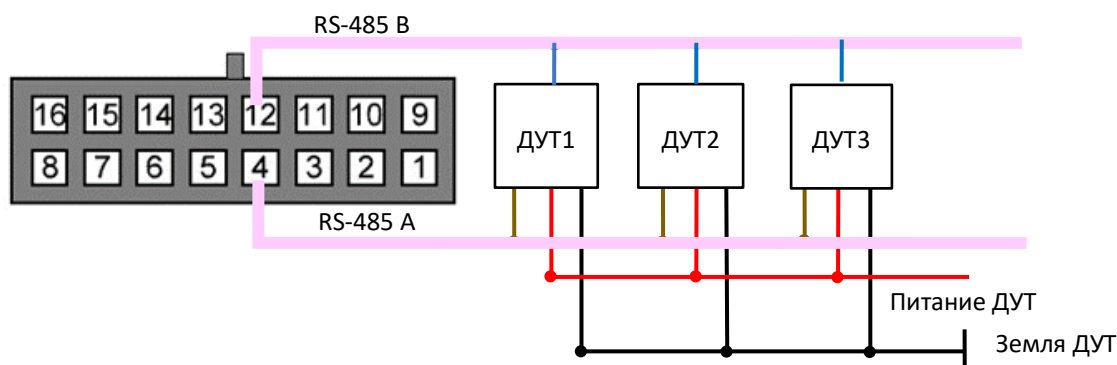 RS-485 B
16 15 14 13 12 11 10 9
8 7 6 5 4 3 2 1
ДУТ1 ДУТ2 ДУТ3
RS-485 A
Питание ДУТ
Земля ДУТ